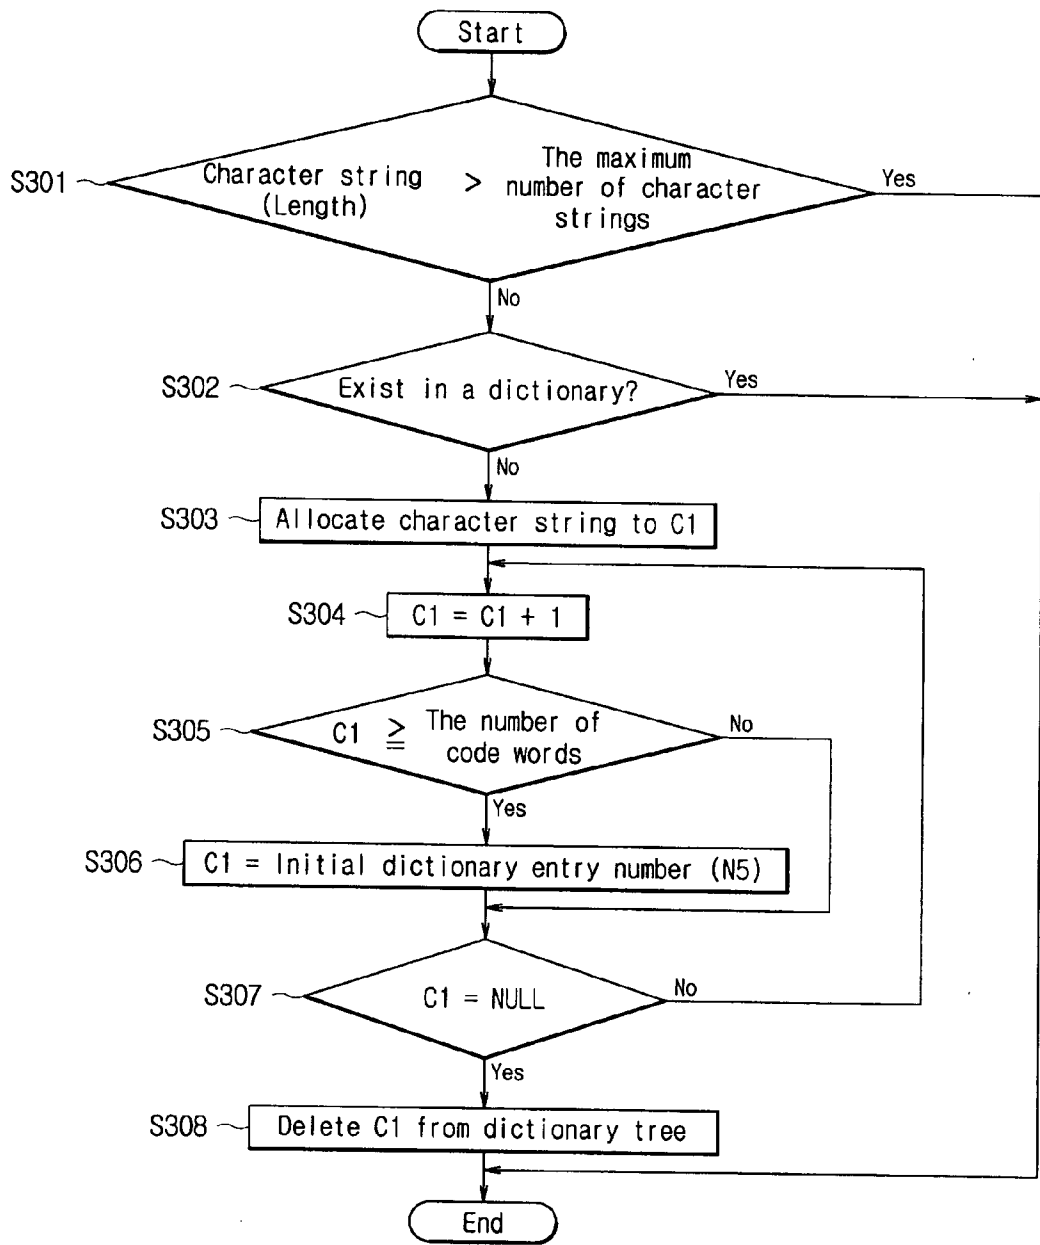 Start
S301
Character string
(Length)
>
The maximum
number of character
strings
Yes
No
S302
Exist in a dictionary?
Yes
No
S303
Allocate character string to C1
S304
C1 = C1 + 1
S305
C1 ≧ The number of
code words
No
Yes
S306
C1 = Initial dictionary entry number (N5)
S307
C1 = NULL
No
Yes
S308
Delete C1 from dictionary tree
End